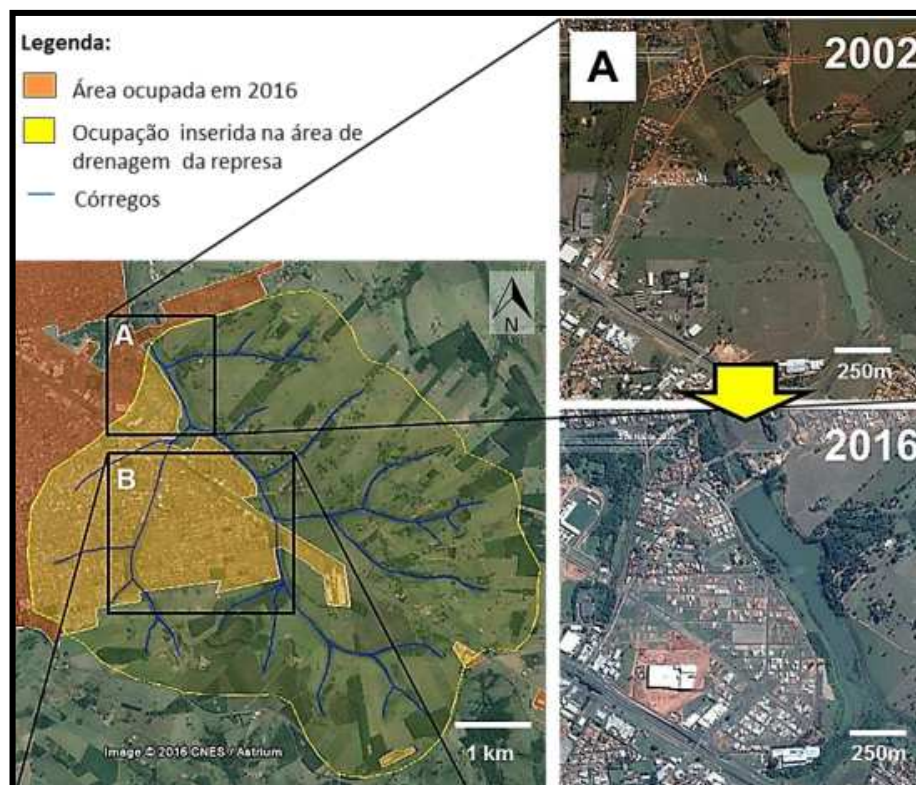 Legenda:
Área ocupada em 2016
Ocupação inserida na área de
drenagem da represa
Córregos
A
B
N
1 km
Image © 2016 CNES / Astrium
A
2002
250m
2016
250m